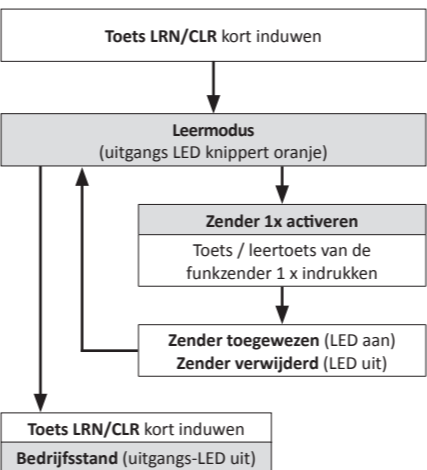 Toets LRN/CLR kort induwen
Leermodus
(uitgangs LED knippert oranje)
Zender 1x activeren
Toets / leertoets van de
funkzender 1 x indrukken
Zender toegewezen (LED aan)
Zender verwijderd (LED uit)
Toets LRN/CLR kort induwen
Bedrijfsstand (uitgangs-LED uit)